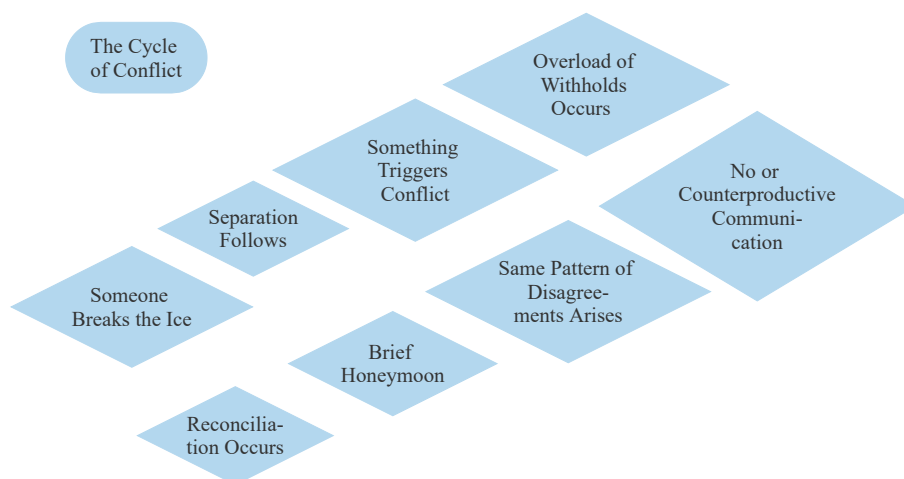 The Cycle
of Conflict
Overload of
Withholds
Occurs
Something
Triggers
Conflict
No or
Counterproductive
Communi-
cation
Separation
Follows
Same Pattern of
Disagree-
ments Arises
Someone
Breaks the Ice
Brief
Honeymoon
Reconcilia-
tion Occurs